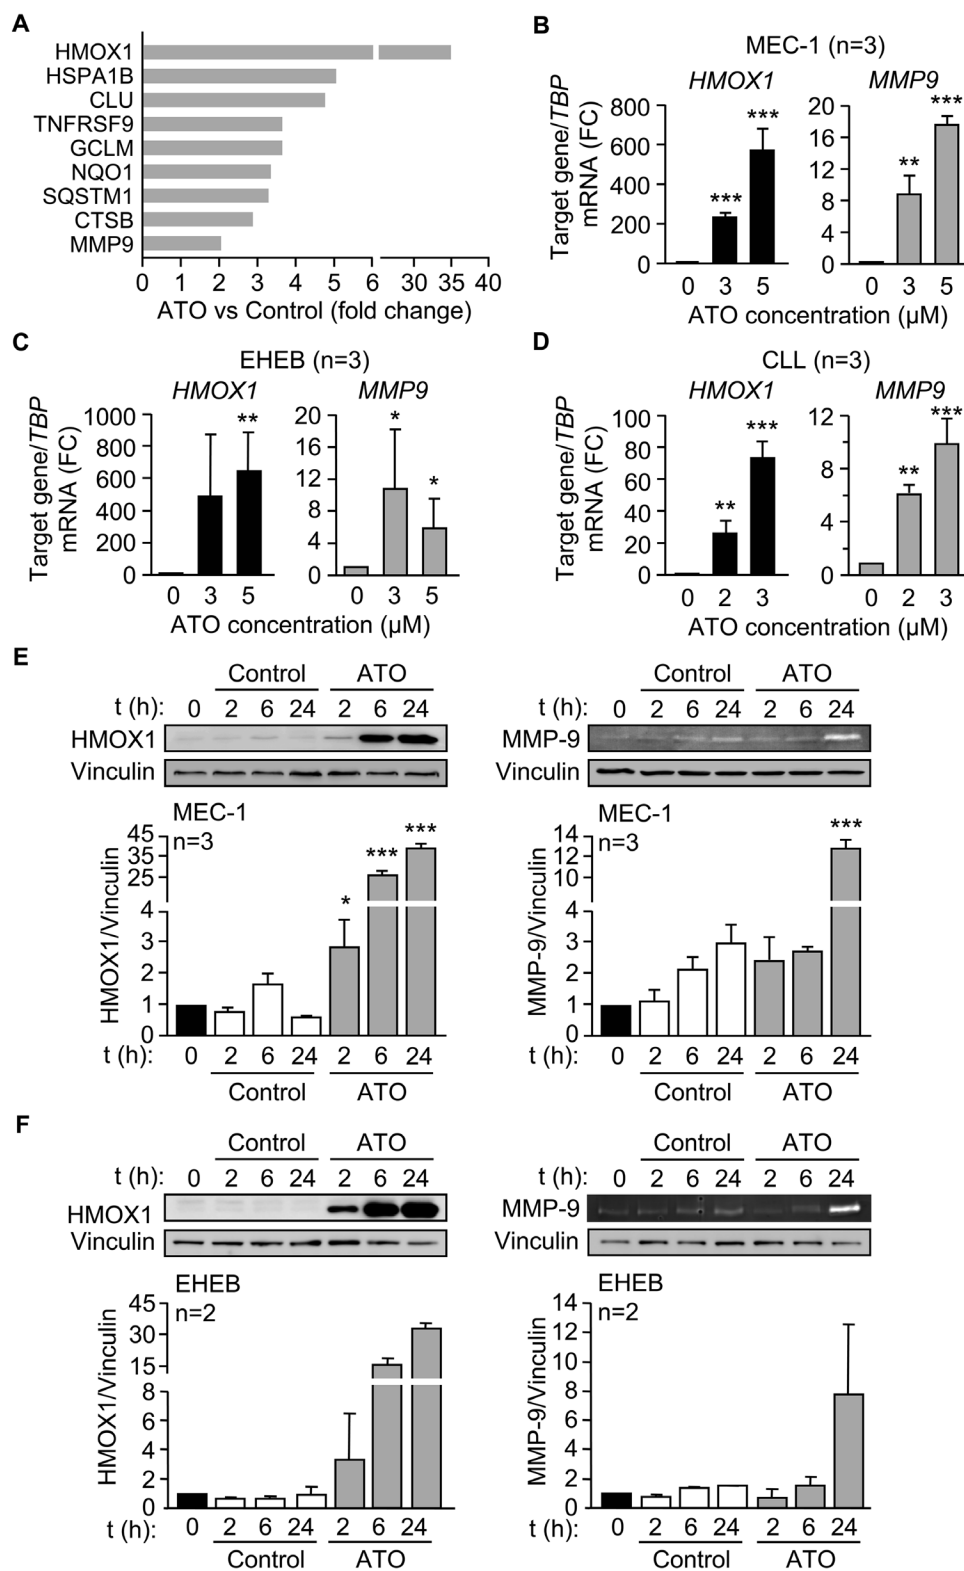 A
HMOX1
HSPA1B
CLU
TNFRSF9
GCLM
NQO1
SQSTM1
CTSB
MMP9
0 1 2 3 4 5 6 30 35 40
ATO vs Control (fold change)
B
MEC-1 (n=3)
HMOX1 MMP9
Target gene/TBP
mRNA (FC)
800
600
400
200
0
*** ***
0 3 5
20
16
12
8
4
0
** ***
0 3 5
ATO concentration (µM)
C
EHEB (n=3)
HMOX1 MMP9
Target gene/TBP
mRNA (FC)
1000
800
600
400
200
0
**
0 3 5
20
16
12
8
4
0
* *
0 3 5
ATO concentration (µM)
D
CLL (n=3)
HMOX1 MMP9
Target gene/TBP
mRNA (FC)
100
80
60
40
20
0
** ***
0 2 3
12
8
4
0
** ***
0 2 3
ATO concentration (µM)
E
Control ATO
t (h): 0 2 6 24 2 6 24
HMOX1
Vinculin
MEC-1
n=3
HMOX1/Vinculin
45
35
25
4
3
2
1
0
* *** ***
t (h): 0 2 6 24 2 6 24
Control ATO
Control ATO
t (h): 0 2 6 24 2 6 24
MMP-9
Vinculin
MEC-1
n=3
MMP-9/Vinculin
14
12
10
4
3
2
1
0
***
t (h): 0 2 6 24 2 6 24
Control ATO
F
Control ATO
t (h): 0 2 6 24 2 6 24
HMOX1
Vinculin
EHEB
n=2
HMOX1/Vinculin
45
30
15
8
6
4
2
0
t (h): 0 2 6 24 2 6 24
Control ATO
Control ATO
t (h): 0 2 6 24 2 6 24
MMP-9
Vinculin
EHEB
n=2
MMP-9/Vinculin
14
12
10
8
6
4
2
0
t (h): 0 2 6 24 2 6 24
Control ATO